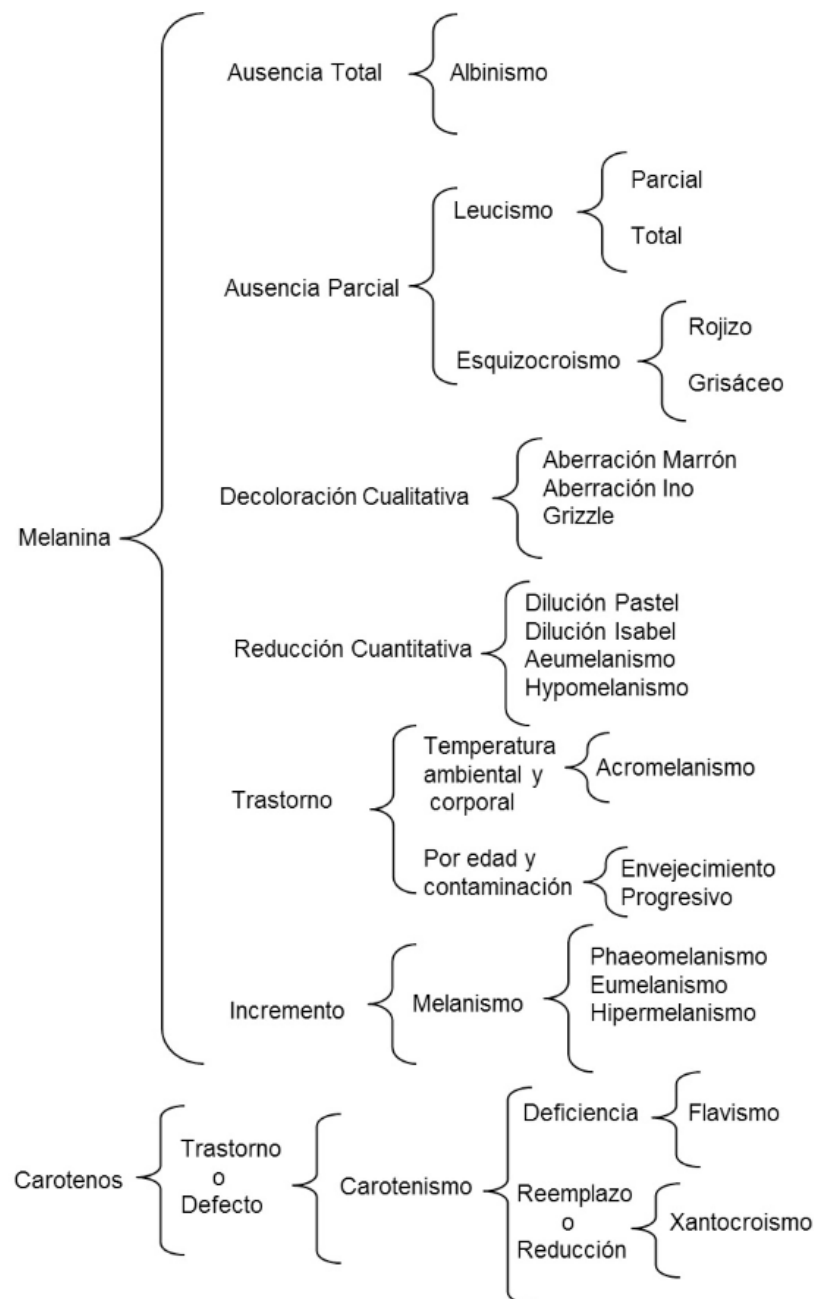 Melanina
Ausencia Total
Albinismo
Ausencia Parcial
Leucismo
Parcial
Total
Esquizocroismo
Rojizo
Grisáceo
Decoloración Cualitativa
Aberración Marrón
Aberración Ino
Grizzle
Reducción Cuantitativa
Dilución Pastel
Dilución Isabel
Aeumelanismo
Hypomelanismo
Trastorno
Temperatura
ambiental y
corporal
Acromelanismo
Por edad y
contaminación
Envejecimiento
Progresivo
Incremento
Melanismo
Phaeomelanismo
Eumelanismo
Hipermelanismo
Carotenos
Trastorno
o
Defecto
Carotenismo
Deficiencia
Flavismo
Reemplazo
o
Reducción
Xantocroismo